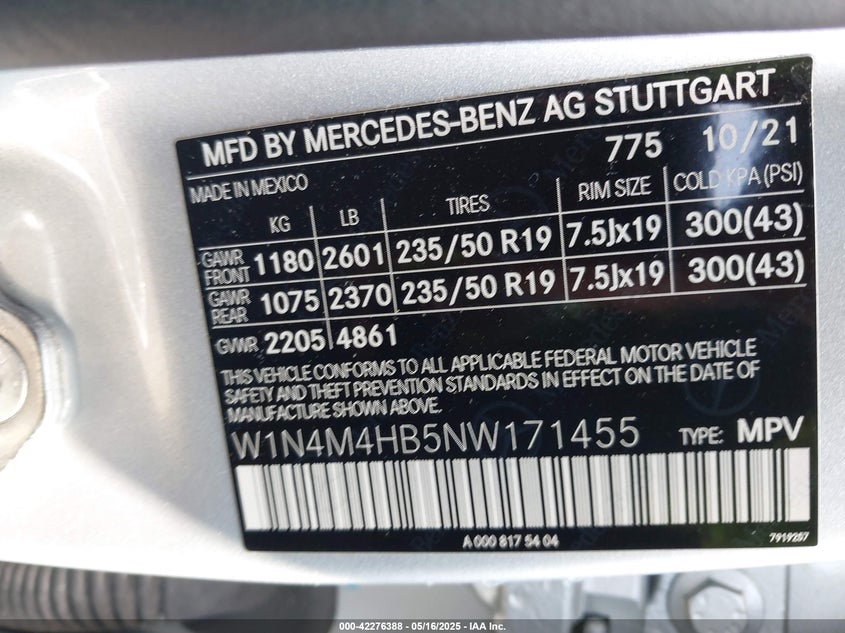 MFD BY MERCEDES-BENZ AG STUTTGART
775 10/21
MADE IN MEXICO
KG LB TIRES RIM SIZE COLD KPA (PSI)
GAWR FRONT 1180 2601 235/50 R19 7.5Jx19 300(43)
GAWR REAR 1075 2370 235/50 R19 7.5Jx19 300(43)
GVWR 2205 4861
THIS VEHICLE CONFORMS TO ALL APPLICABLE FEDERAL MOTOR VEHICLE
SAFETY AND THEFT PREVENTION STANDARDS IN EFFECT ON THE DATE OF
MANUFACTURE SHOWN ABOVE.
W1N4M4HB5NW171455 TYPE: MPV
A 000 817 54 04 7919257
000-42276388 - 05/16/2025 - IAA Inc.